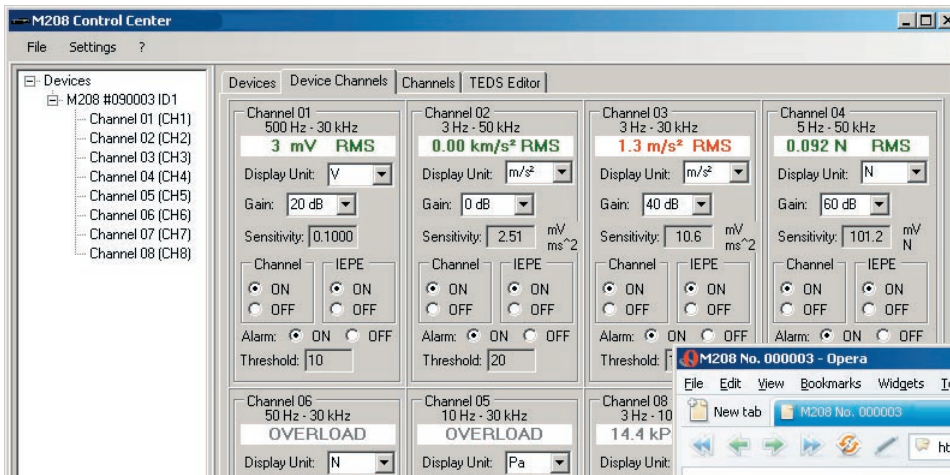 M208 Control Center
File Settings ?
Devices
M208 #090003 ID1
Channel 01 (CH1)
Channel 02 (CH2)
Channel 03 (CH3)
Channel 04 (CH4)
Channel 05 (CH5)
Channel 06 (CH6)
Channel 07 (CH7)
Channel 08 (CH8)
Devices Device Channels Channels TEDS Editor
Channel 01
500 Hz - 30 kHz
3 mV RMS
Display Unit: V
Gain: 20 dB
Sensitivity: 0.1000
Channel IEPE
ON ON
OFF OFF
Alarm: ON OFF
Threshold: 10
Channel 02
3 Hz - 50 kHz
0.00 km/s² RMS
Display Unit: m/s²
Gain: 0 dB
Sensitivity: 2.51 mV
ms^2
Channel IEPE
ON ON
OFF OFF
Alarm: ON OFF
Threshold: 20
Channel 03
3 Hz - 30 kHz
1.3 m/s² RMS
Display Unit: m/s²
Gain: 40 dB
Sensitivity: 10.6 mV
ms^2
Channel IEPE
ON ON
OFF OFF
Alarm: ON OFF
Threshold:
Channel 04
5 Hz - 50 kHz
0.092 N RMS
Display Unit: N
Gain: 60 dB
Sensitivity: 101.2 mV
N
Channel IEPE
ON ON
OFF OFF
Alarm: ON OFF
Channel 06
50 Hz - 30 kHz
OVERLOAD
Display Unit: N
Channel 05
10 Hz - 30 kHz
OVERLOAD
Display Unit: Pa
Channel 08
3 Hz - 10
14.4 kP
Display Unit:
M208 No. 000003 - Opera
File Edit View Bookmarks Widgets
New tab M208 No. 000003